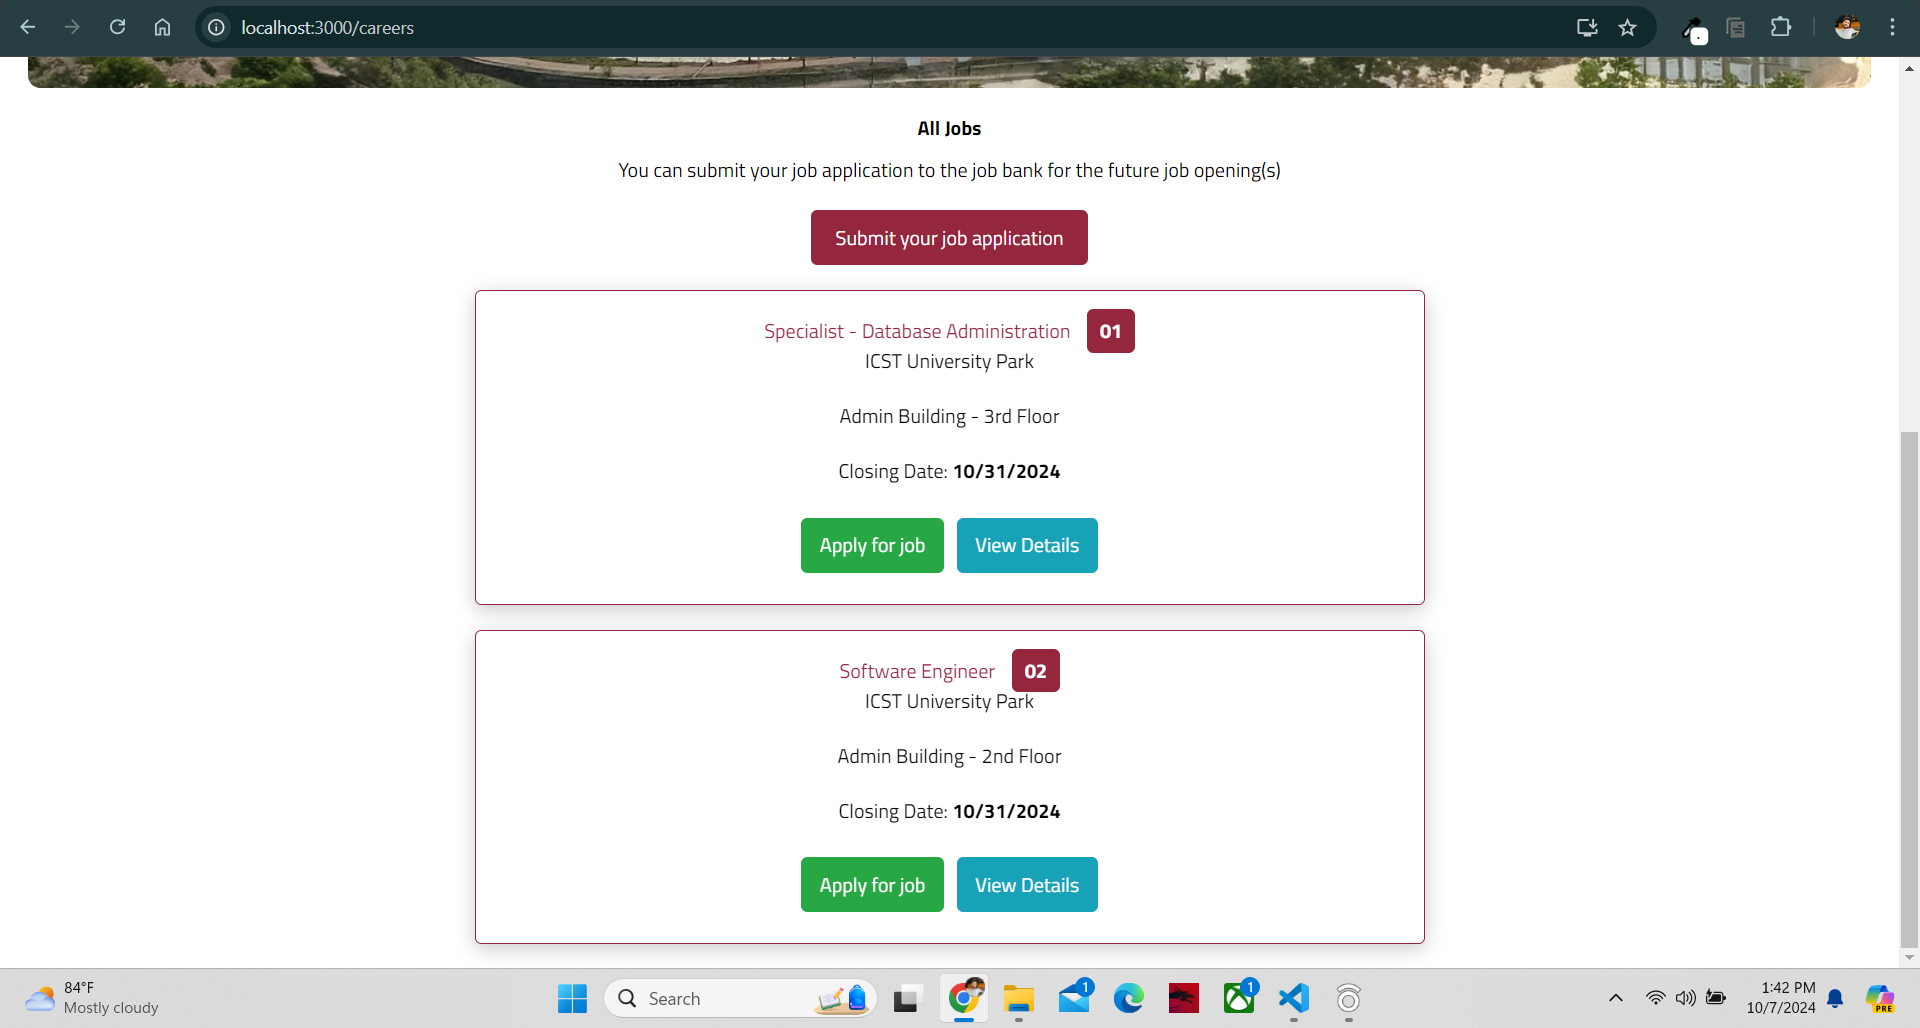 localhost:3000/careers
All Jobs
You can submit your job application to the job bank for the future job opening(s)
Submit your job application
Specialist - Database Administration 01
ICST University Park
Admin Building - 3rd Floor
Closing Date: 10/31/2024
Apply for job View Details
Software Engineer 02
ICST University Park
Admin Building - 2nd Floor
Closing Date: 10/31/2024
Apply for job View Details
84°F
Mostly cloudy
Search
1
1
1:42 PM
10/7/2024
PRE